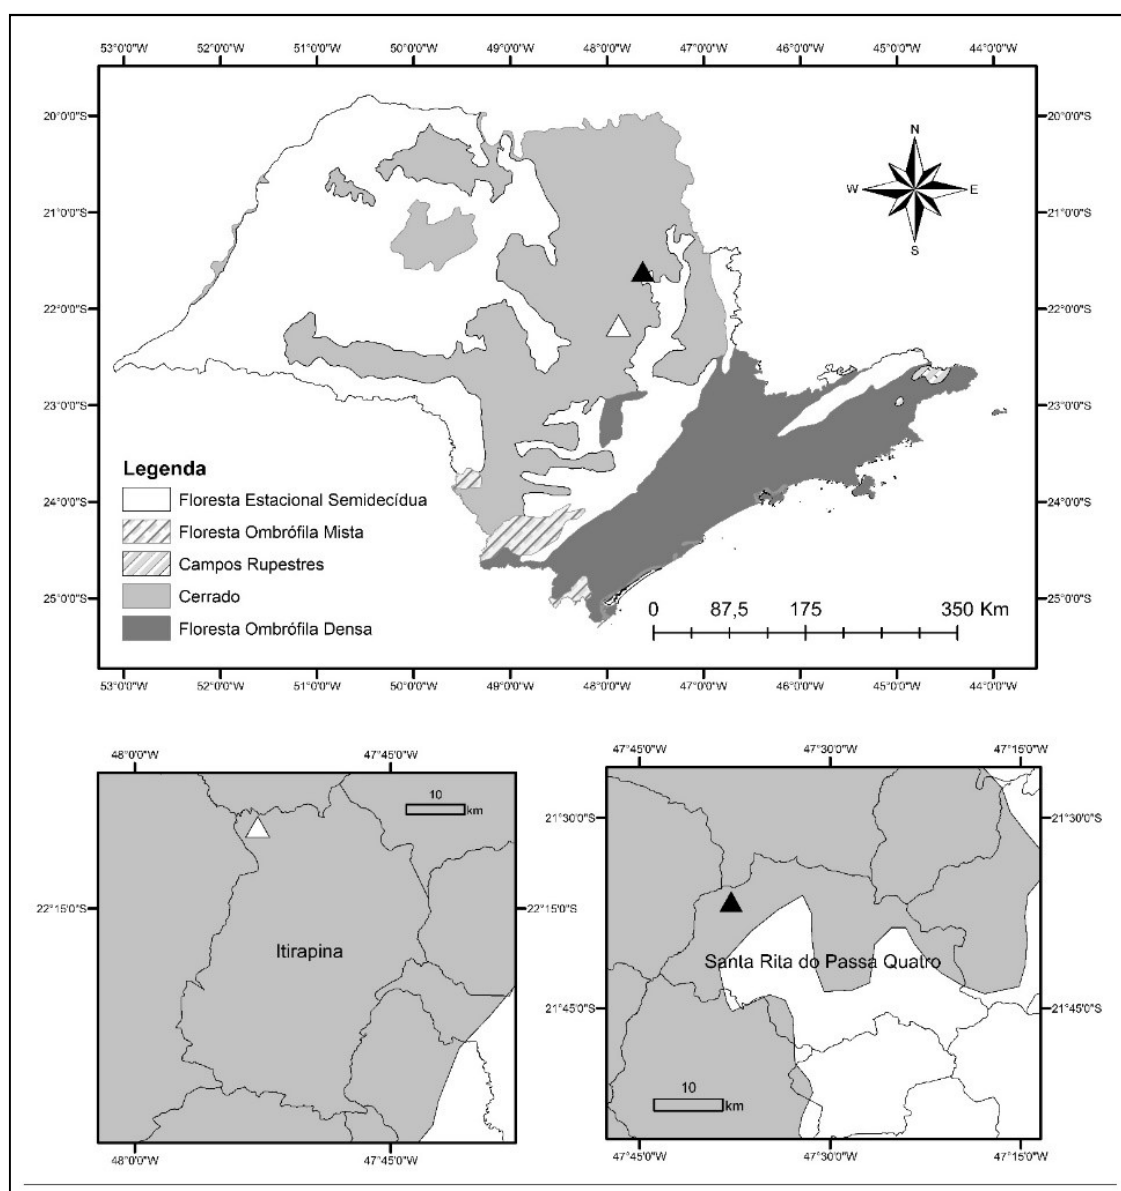 53°0'0"W 52°0'0"W 51°0'0"W 50°0'0"W 49°0'0"W 48°0'0"W 47°0'0"W 46°0'0"W 45°0'0"W 44°0'0"W
20°0'0"S 20°0'0"S
N
W E
S
21°0'0"S 21°0'0"S
22°0'0"S 22°0'0"S
23°0'0"S 23°0'0"S
Legenda
Floresta Estacional Semidecídua
24°0'0"S 24°0'0"S
Floresta Ombrófila Mista
Campos Rupestres
Cerrado
25°0'0"S 25°0'0"S
Floresta Ombrófila Densa
0 87,5 175 350 Km
53°0'0"W 52°0'0"W 51°0'0"W 50°0'0"W 49°0'0"W 48°0'0"W 47°0'0"W 46°0'0"W 45°0'0"W 44°0'0"W
48°0'0"W 47°45'0"W
10
km
22°15'0"S 22°15'0"S
Itirapina
48°0'0"W 47°45'0"W
47°45'0"W 47°30'0"W 47°15'0"W
21°30'0"S 21°30'0"S
Santa Rita do Passa Quatro
21°45'0"S 21°45'0"S
10
km
47°45'0"W 47°30'0"W 47°15'0"W